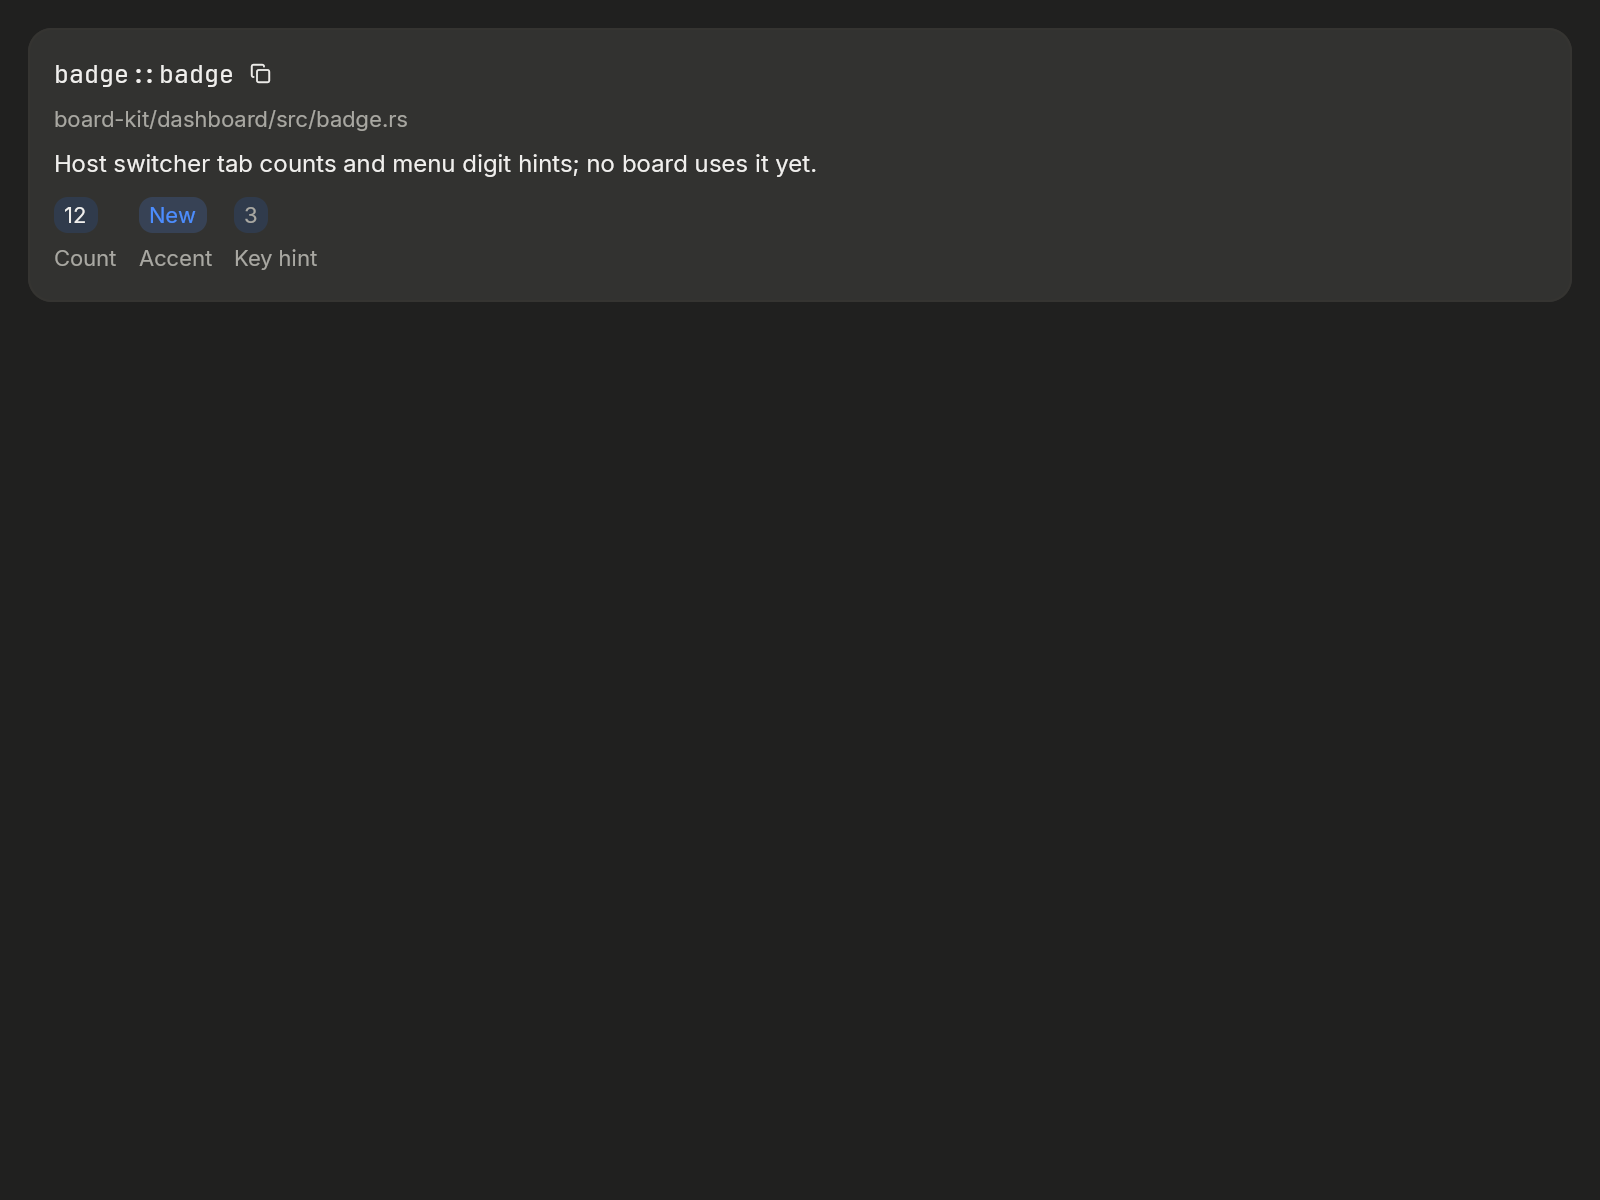 badge::badge
board-kit/dashboard/src/badge.rs
Host switcher tab counts and menu digit hints; no board uses it yet.
12 New 3
Count Accent Key hint